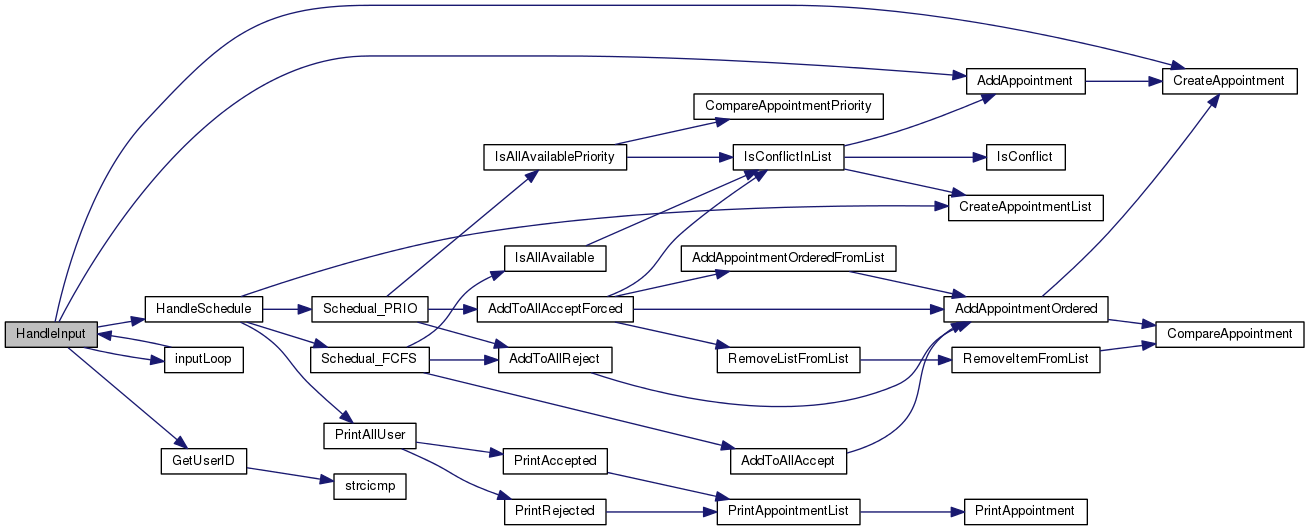 CreateAppointment
AddAppointment
CompareAppointmentPriority
IsAllAvailablePriority
IsConflictInList
IsConflict
CreateAppointmentList
IsAllAvailable
AddAppointmentOrderedFromList
HandleSchedule
Schedual_PRIO
AddToAllAcceptForced
AddAppointmentOrdered
HandleInput
CompareAppointment
inputLoop
Schedual_FCFS
AddToAllReject
RemoveListFromList
RemoveItemFromList
PrintAllUser
GetUserID
PrintAccepted
AddToAllAccept
strcicmp
PrintRejected
PrintAppointmentList
PrintAppointment